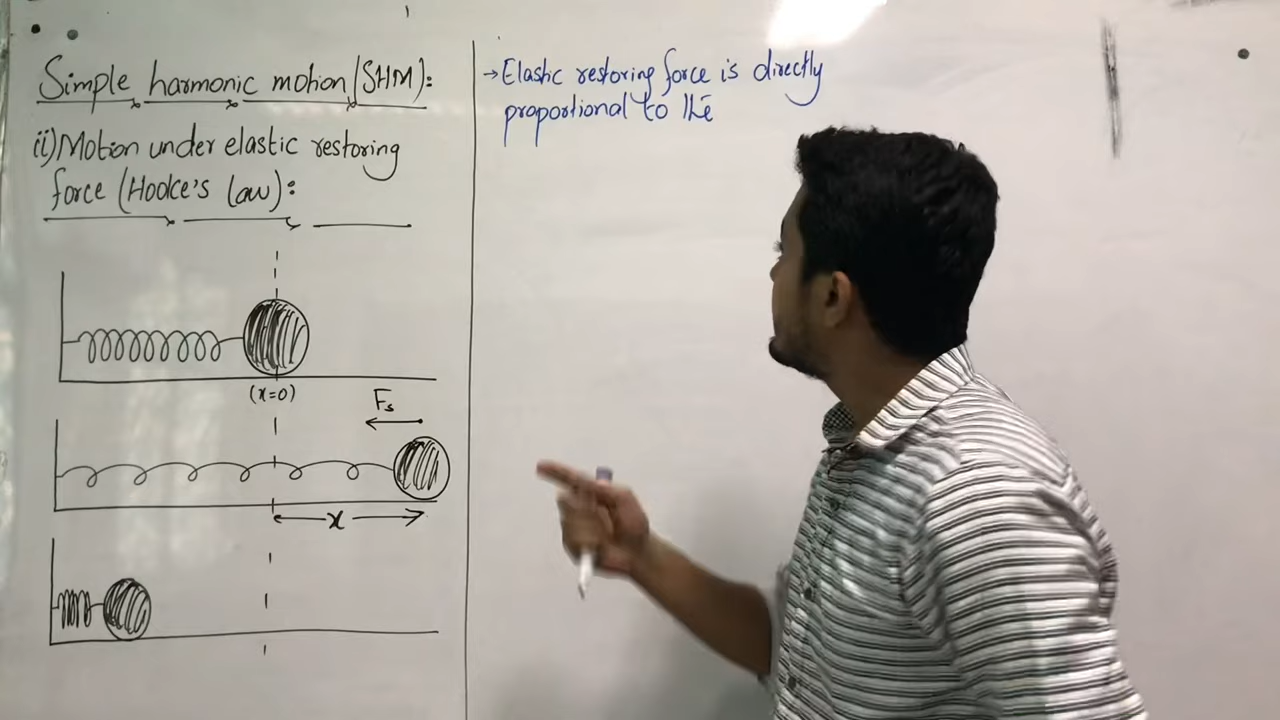 Simple harmonic motion (SHM):
ii) Motion under elastic restoring
force (Hooke's law):
(x=0)
Fs
x
→ Elastic restoring force is directly
proportional to the